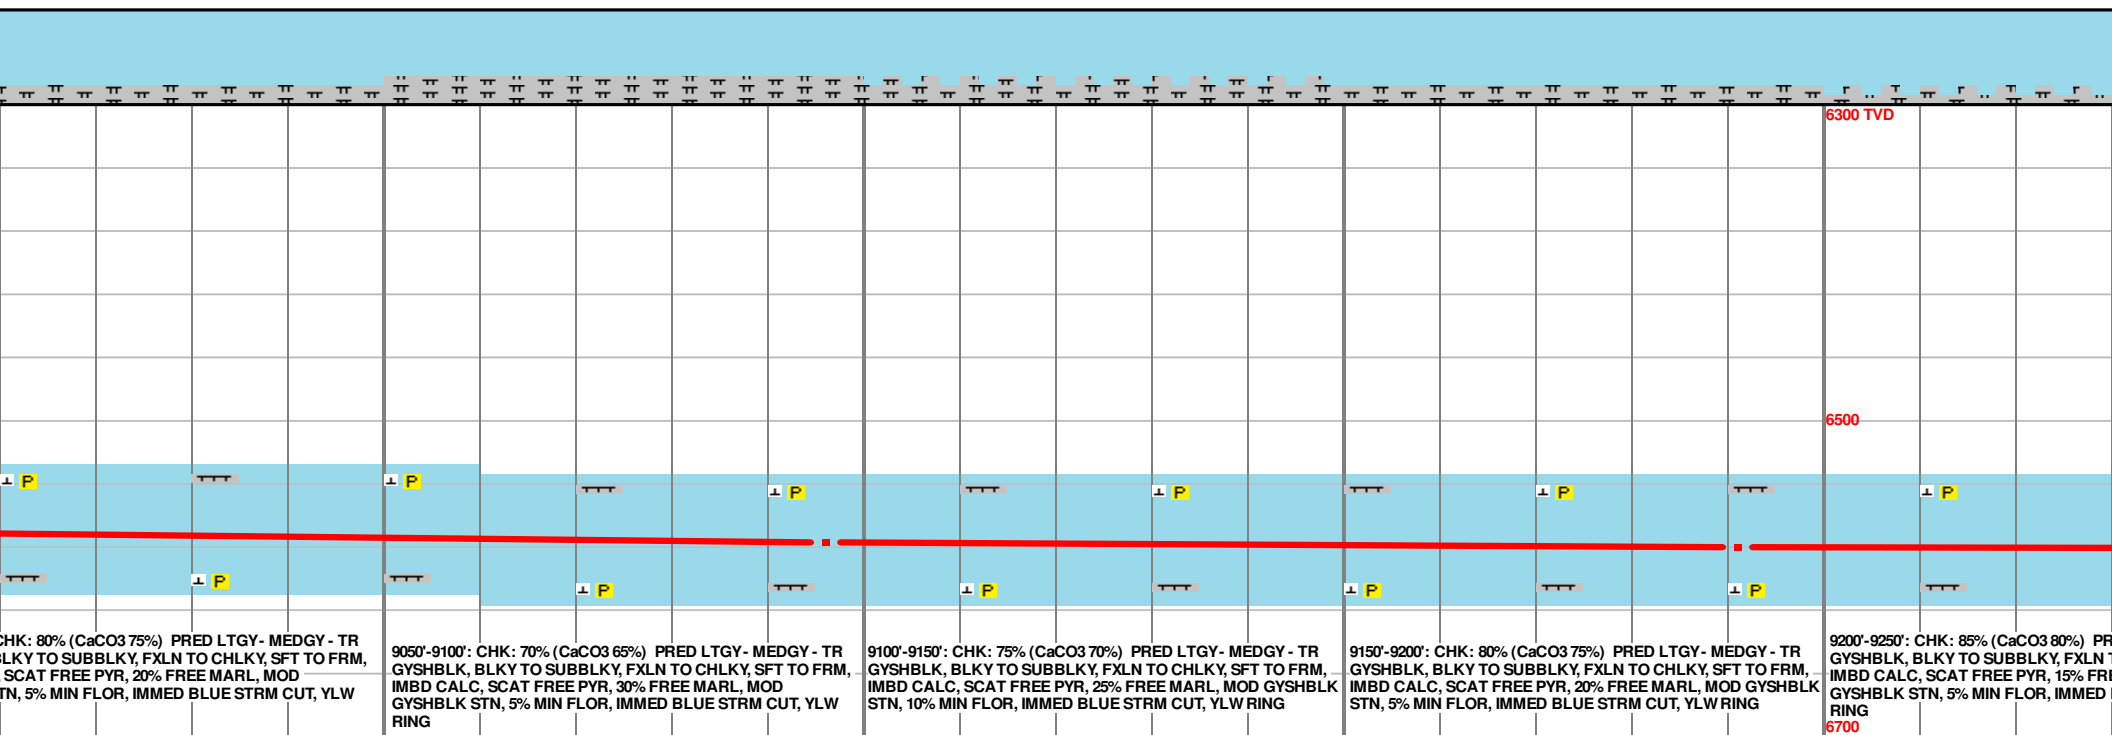 6300 TVD
6500
P
P
P
P
P
P
P
P
P
P
P
CHK: 80% (CaCO3 75%) PRED LTGY - MEDGY - TR
BLKY TO SUBBLKY, FXLN TO CHLKY, SFT TO FRM,
, SCAT FREE PYR, 20% FREE MARL, MOD
STN, 5% MIN FLOR, IMMED BLUE STRM CUT, YLW
9050'-9100': CHK: 70% (CaCO3 65%) PRED LTGY - MEDGY - TR
GYSHBLK, BLKY TO SUBBLKY, FXLN TO CHLKY, SFT TO FRM,
IMBD CALC, SCAT FREE PYR, 30% FREE MARL, MOD
GYSHBLK STN, 5% MIN FLOR, IMMED BLUE STRM CUT, YLW
RING
9100'-9150': CHK: 75% (CaCO3 70%) PRED LTGY - MEDGY - TR
GYSHBLK, BLKY TO SUBBLKY, FXLN TO CHLKY, SFT TO FRM,
IMBD CALC, SCAT FREE PYR, 25% FREE MARL, MOD GYSHBLK
STN, 10% MIN FLOR, IMMED BLUE STRM CUT, YLW RING
9150'-9200': CHK: 80% (CaCO3 75%) PRED LTGY - MEDGY - TR
GYSHBLK, BLKY TO SUBBLKY, FXLN TO CHLKY, SFT TO FRM,
IMBD CALC, SCAT FREE PYR, 20% FREE MARL, MOD GYSHBLK
STN, 5% MIN FLOR, IMMED BLUE STRM CUT, YLW RING
9200'-9250': CHK: 85% (CaCO3 80%) PR
GYSHBLK, BLKY TO SUBBLKY, FXLN T
IMBD CALC, SCAT FREE PYR, 15% FRE
GYSHBLK STN, 5% MIN FLOR, IMMED
RING
6700